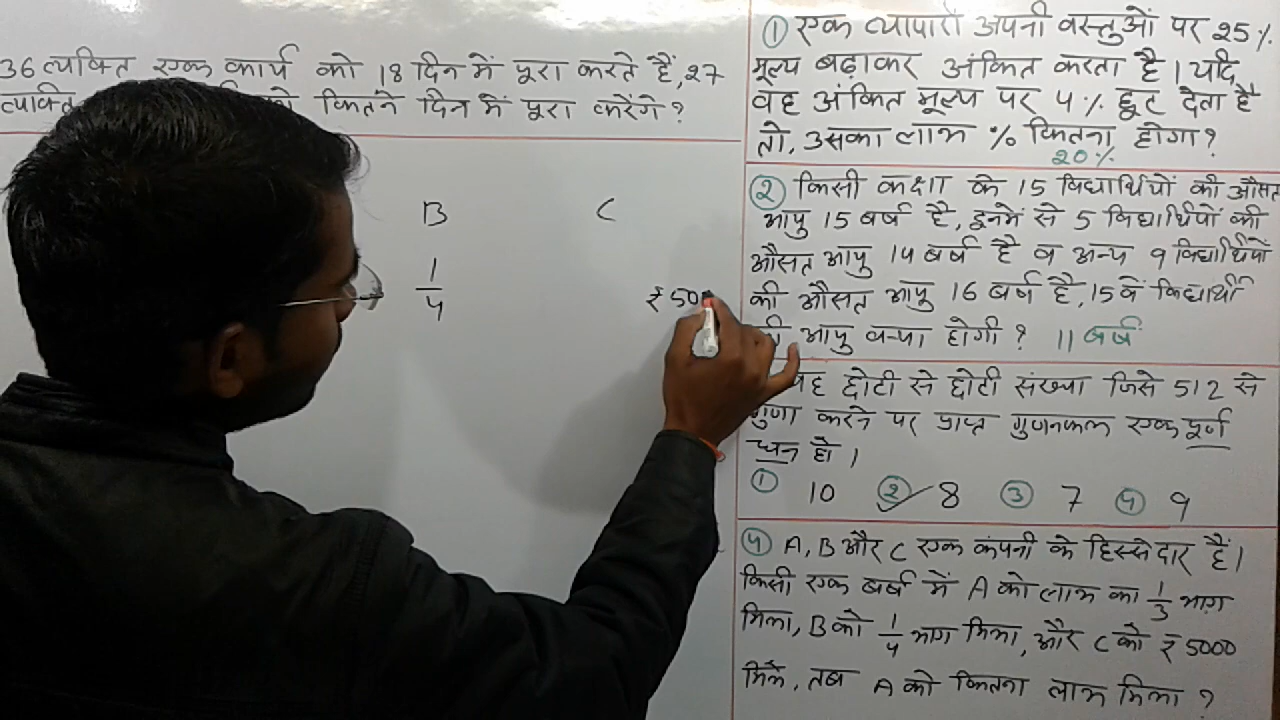 36 व्यक्ति एक कार्य को 18 दिन में पूरा करते हैं, 27
व्यक्ति कितने दिन में पूरा करेंगे?
B C
1/4 ₹50
① एक व्यापारी अपनी वस्तुओं पर 25%
मूल्य बढ़ाकर अंकित करता है। यदि
वह अंकित मूल्य पर 4% छूट देता है
तो, उसका लाभ % कितना होगा?
20%
② किसी कक्षा के 15 विद्यार्थियों की औसत
आयु 15 वर्ष है, इनमें से 5 विद्यार्थियों की
औसत आयु 14 वर्ष है व अन्य 9 विद्यार्थियों
की औसत आयु 16 वर्ष है, 15 वें विद्यार्थी
की आयु क्या होगी? 11 वर्ष
वह छोटी से छोटी संख्या जिसे 512 से
गुणा करने पर प्राप्त गुणनफल एक पूर्ण
घन हो।
① 10 ② 8 ③ 7 ④ 9
④ A, B और C एक कंपनी के हिस्सेदार हैं।
किसी एक वर्ष में A को लाभ का 1/3 भाग
मिला, B को 1/4 भाग मिला, और C को ₹5000
मिले, तब A को कितना लाभ मिला?